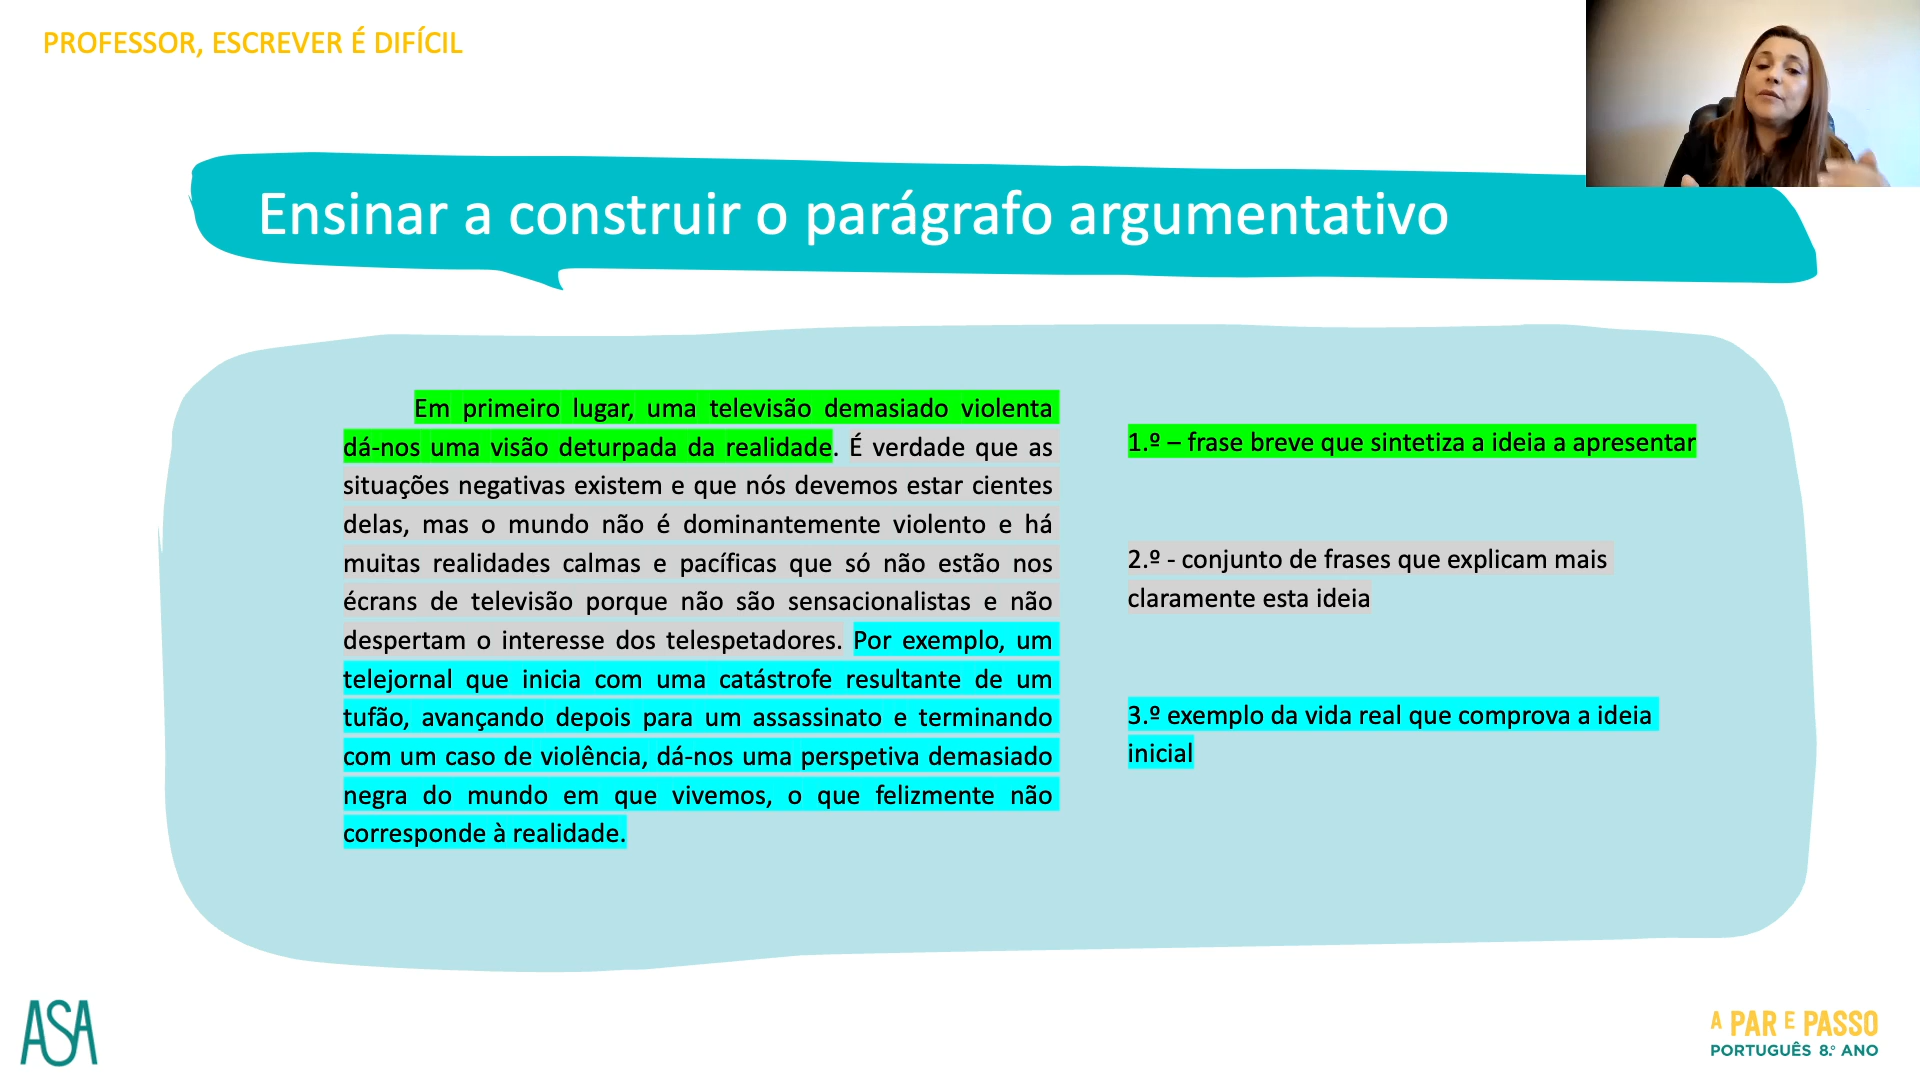 PROFESSOR, ESCREVER É DIFÍCIL
Ensinar a construir o parágrafo argumentativo
Em primeiro lugar, uma televisão demasiado violenta
dá-nos uma visão deturpada da realidade. É verdade que as
situações negativas existem e que nós devemos estar cientes
delas, mas o mundo não é dominantemente violento e há
muitas realidades calmas e pacíficas que só não estão nos
écrans de televisão porque não são sensacionalistas e não
despertam o interesse dos telespetadores. Por exemplo, um
telejornal que inicia com uma catástrofe resultante de um
tufão, avançando depois para um assassinato e terminando
com um caso de violência, dá-nos uma perspetiva demasiado
negra do mundo em que vivemos, o que felizmente não
corresponde à realidade.
1.º – frase breve que sintetiza a ideia a apresentar
2.º - conjunto de frases que explicam mais
claramente esta ideia
3.º exemplo da vida real que comprova a ideia
inicial
ASA
A PAR E PASSO
PORTUGUÊS 8.º ANO